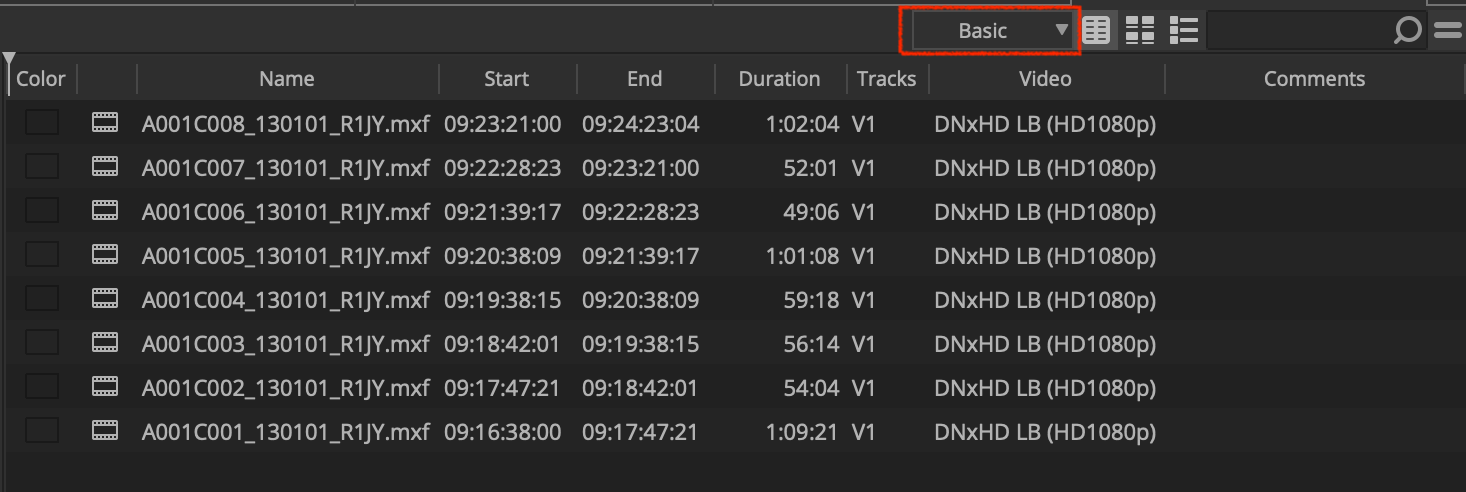 Basic
Color Name Start End Duration Tracks Video Comments
A001C008_130101_R1JY.mxf 09:23:21:00 09:24:23:04 1:02:04 V1 DNxHD LB (HD1080p)
A001C007_130101_R1JY.mxf 09:22:28:23 09:23:21:00 52:01 V1 DNxHD LB (HD1080p)
A001C006_130101_R1JY.mxf 09:21:39:17 09:22:28:23 49:06 V1 DNxHD LB (HD1080p)
A001C005_130101_R1JY.mxf 09:20:38:09 09:21:39:17 1:01:08 V1 DNxHD LB (HD1080p)
A001C004_130101_R1JY.mxf 09:19:38:15 09:20:38:09 59:18 V1 DNxHD LB (HD1080p)
A001C003_130101_R1JY.mxf 09:18:42:01 09:19:38:15 56:14 V1 DNxHD LB (HD1080p)
A001C002_130101_R1JY.mxf 09:17:47:21 09:18:42:01 54:04 V1 DNxHD LB (HD1080p)
A001C001_130101_R1JY.mxf 09:16:38:00 09:17:47:21 1:09:21 V1 DNxHD LB (HD1080p)